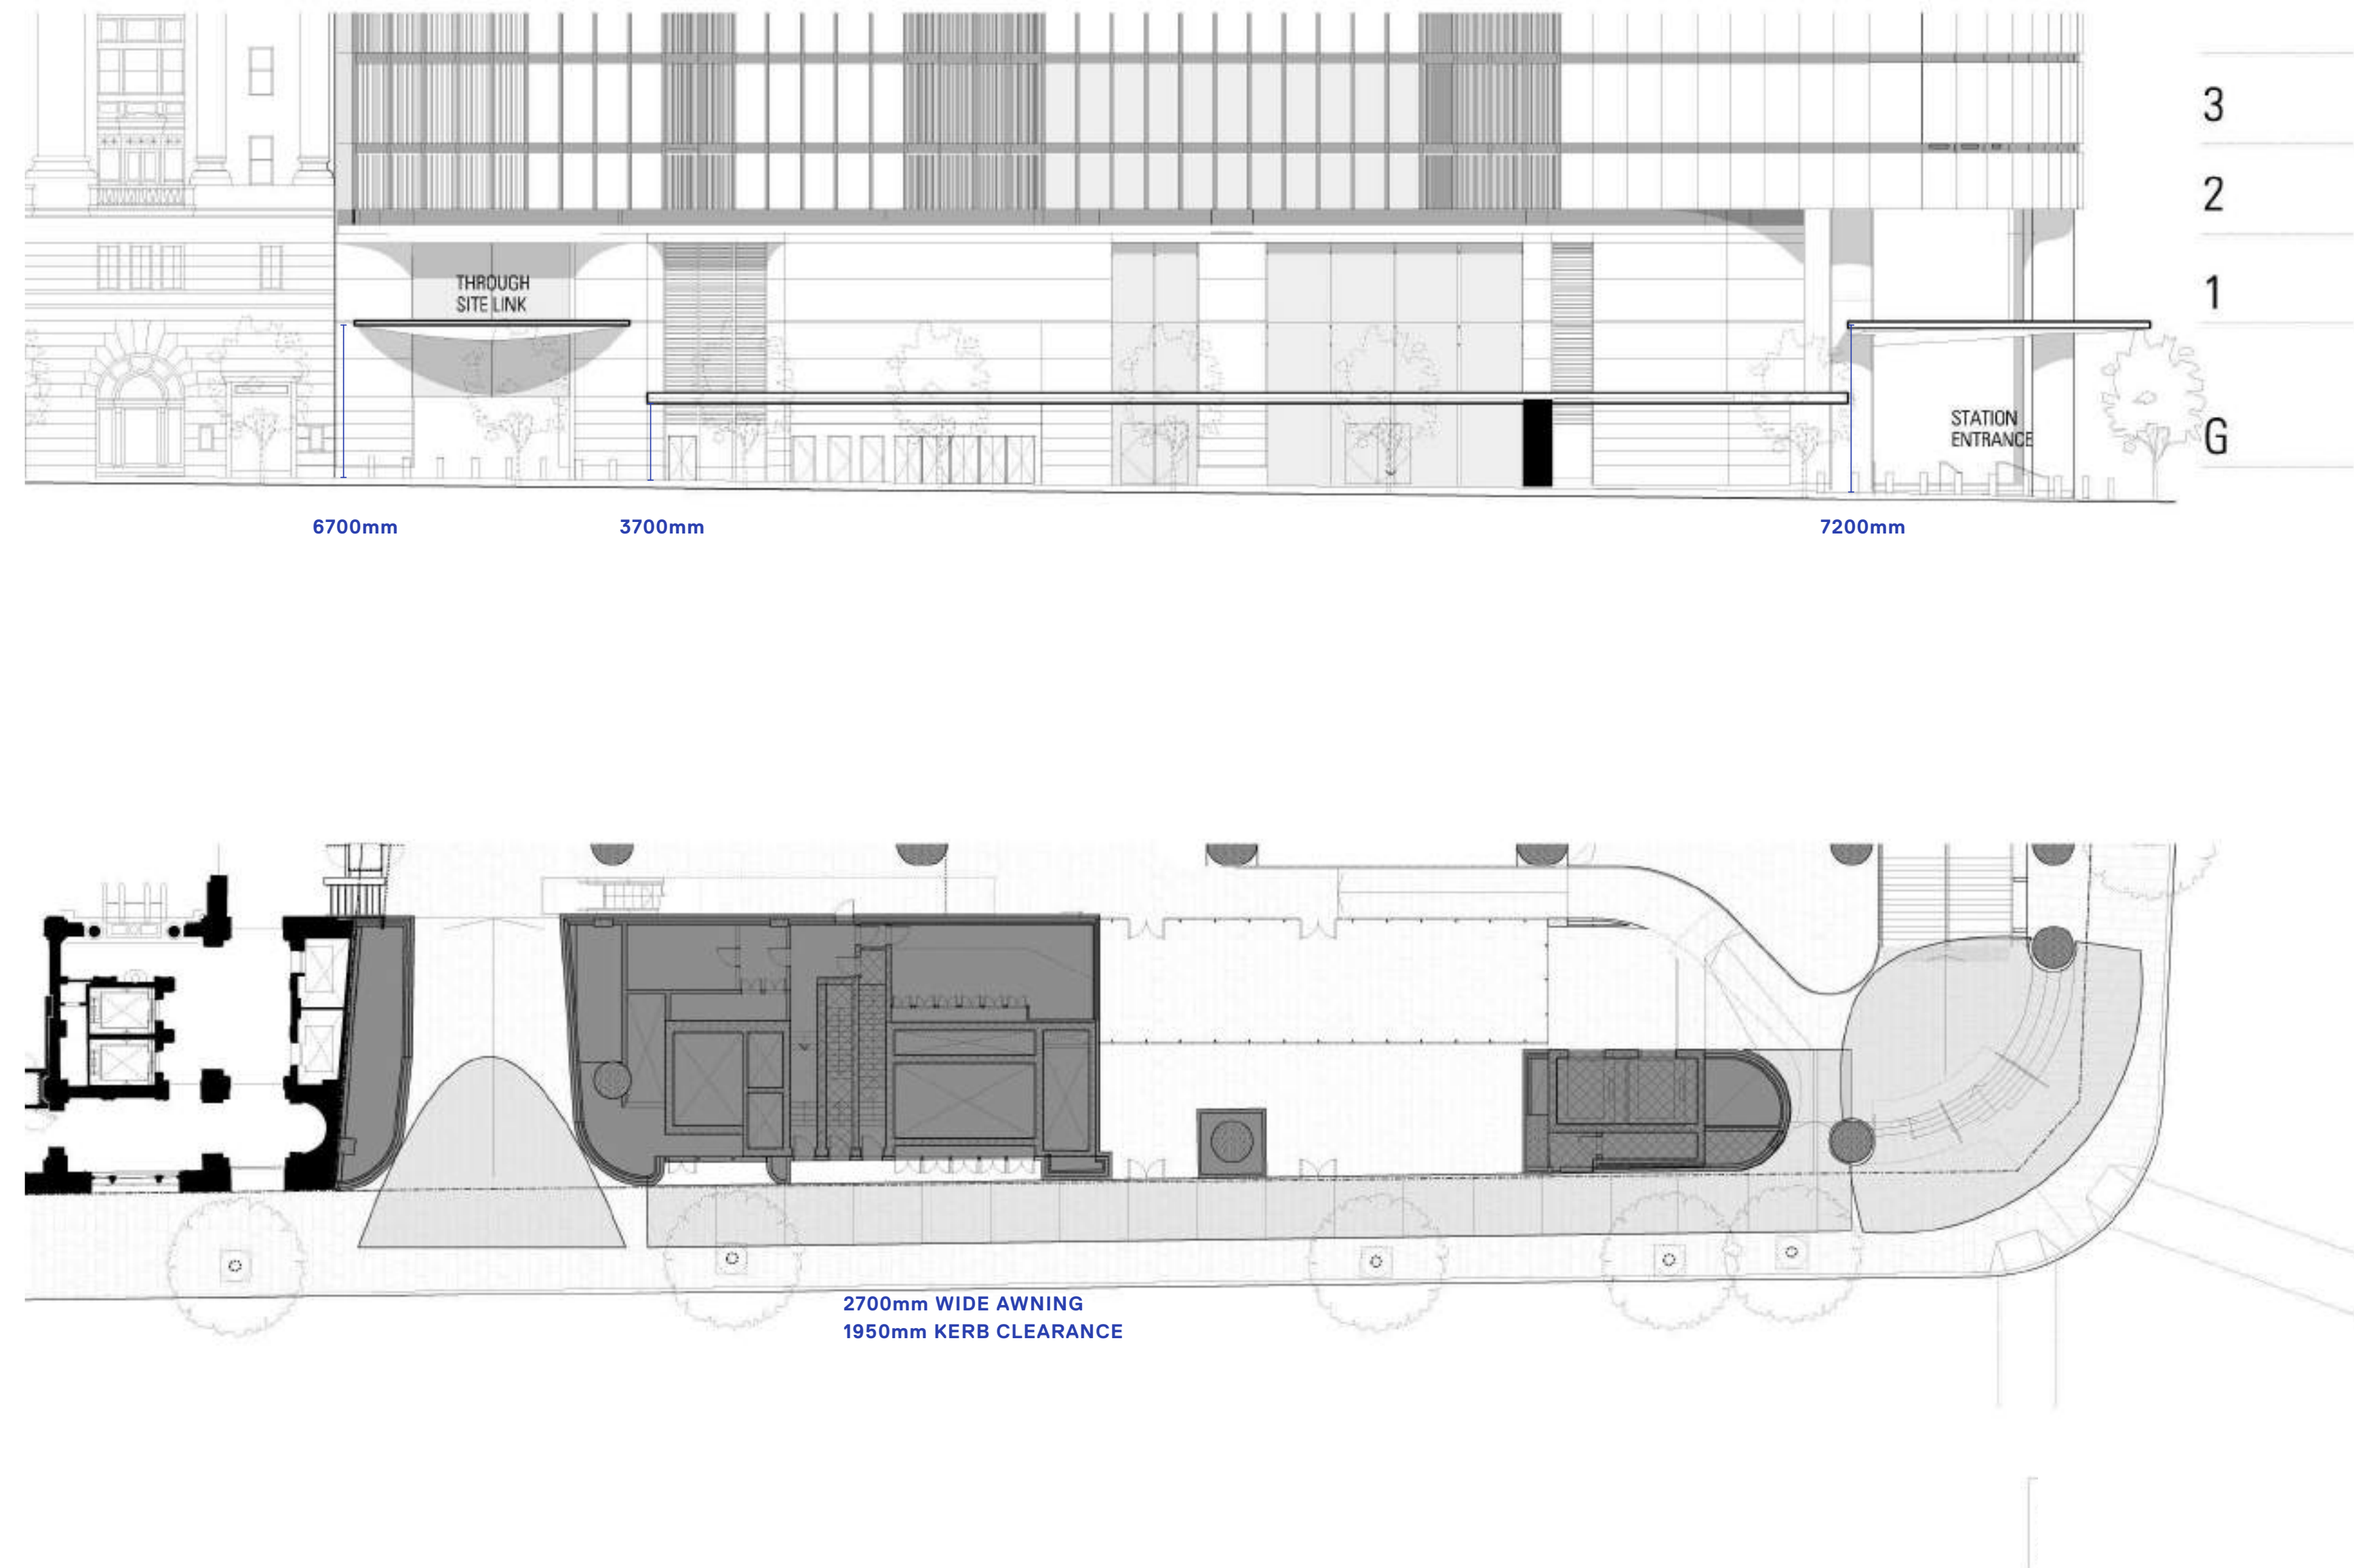 3
2
THROUGH
SITE LINK
1
STATION
ENTRANCE
G
6700mm
3700mm
7200mm
2700mm WIDE AWNING
1950mm KERB CLEARANCE